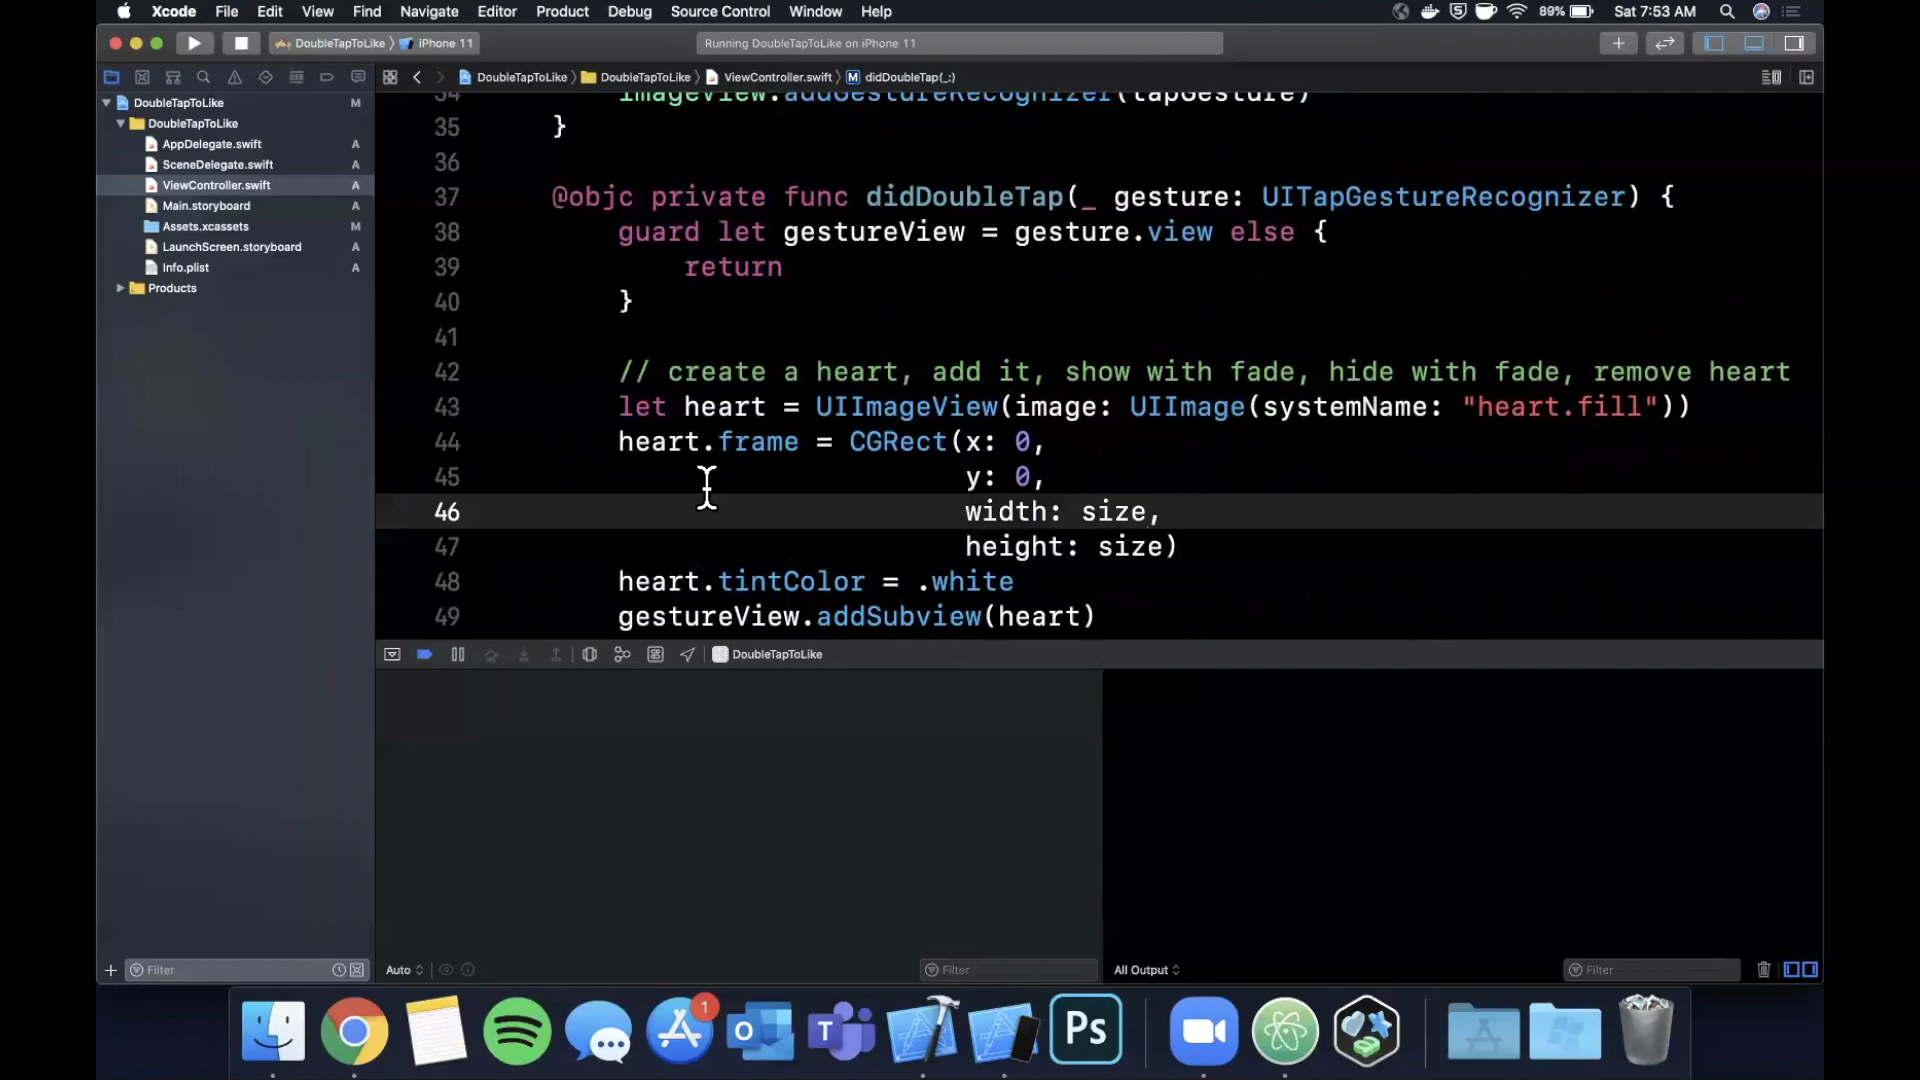 Xcode File Edit View Find Navigate Editor Product Debug Source Control Window Help 89% Sat 7:53 AM
DoubleTapToLike iPhone 11 Running DoubleTapToLike on iPhone 11
DoubleTapToLike DoubleTapToLike ViewController.swift M didDoubleTap(_:)
DoubleTapToLike M
DoubleTapToLike
AppDelegate.swift A
SceneDelegate.swift A
ViewController.swift A
Main.storyboard A
Assets.xcassets M
LaunchScreen.storyboard A
Info.plist A
Products
34 imageView.addGestureRecognizer(tapGesture)
35 }
36
37 @objc private func didDoubleTap(_ gesture: UITapGestureRecognizer) {
38 guard let gestureView = gesture.view else {
39 return
40 }
41
42 // create a heart, add it, show with fade, hide with fade, remove heart
43 let heart = UIImageView(image: UIImage(systemName: "heart.fill"))
44 heart.frame = CGRect(x: 0,
45 y: 0,
46 width: size,
47 height: size)
48 heart.tintColor = .white
49 gestureView.addSubview(heart)
DoubleTapToLike
Filter Auto Filter All Output Filter
1
Ps